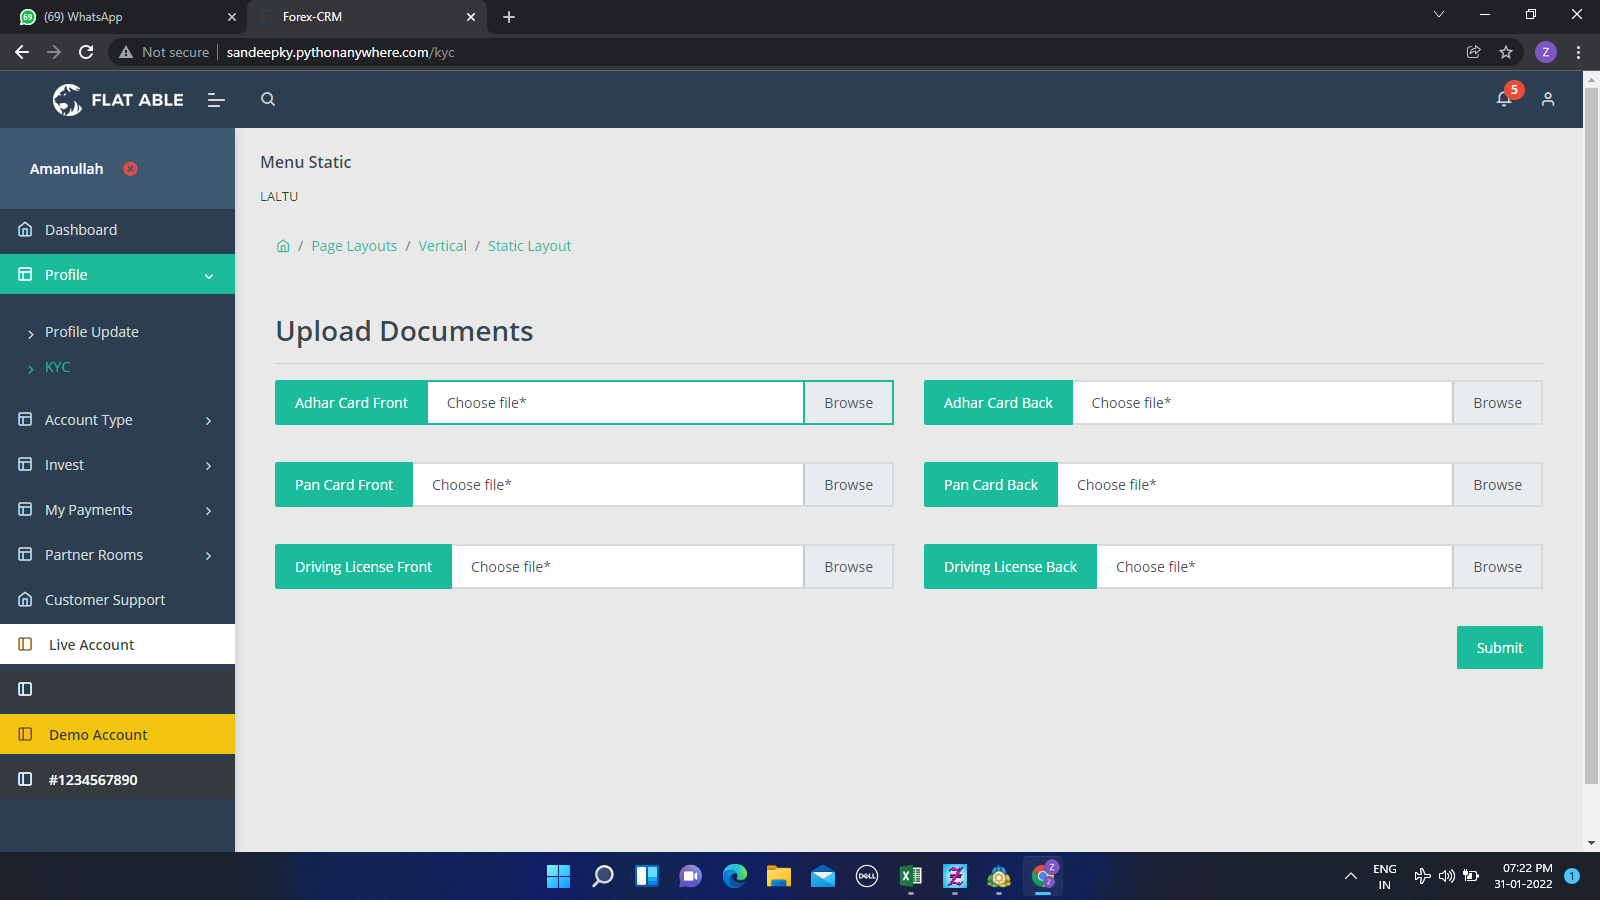 (69) WhatsApp
Forex-CRM
Not secure
sandeepky.pythonanywhere.com/kyc
Z
FLAT ABLE
5
Amanullah
Menu Static
LALTU
/ Page Layouts / Vertical / Static Layout
Dashboard
Profile
Profile Update
KYC
Account Type
Invest
My Payments
Partner Rooms
Customer Support
Live Account
Demo Account
#1234567890
Upload Documents
Adhar Card Front Choose file* Browse
Adhar Card Back Choose file* Browse
Pan Card Front Choose file* Browse
Pan Card Back Choose file* Browse
Driving License Front Choose file* Browse
Driving License Back Choose file* Browse
Submit
DELL
ENG
IN
07:22 PM
31-01-2022
1